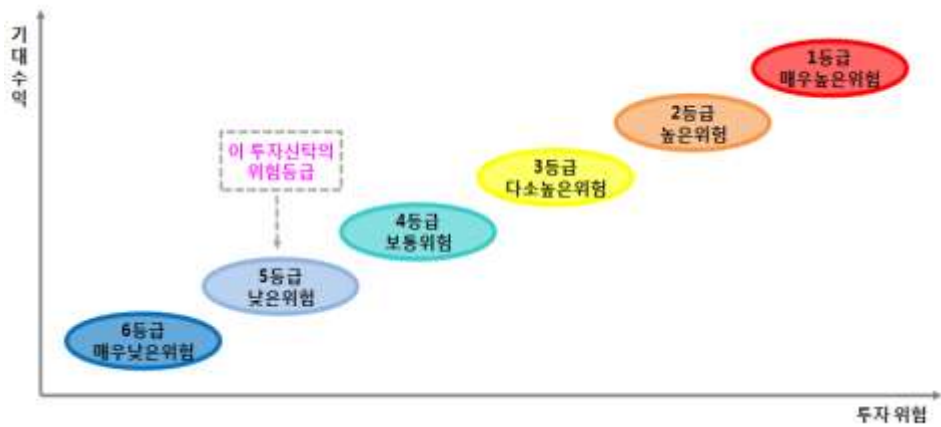 기대수익
1등급
매우높은위험
2등급
높은위험
이 투자신탁의
위험등급
3등급
다소높은위험
4등급
보통위험
5등급
낮은위험
6등급
매우낮은위험
투자 위험